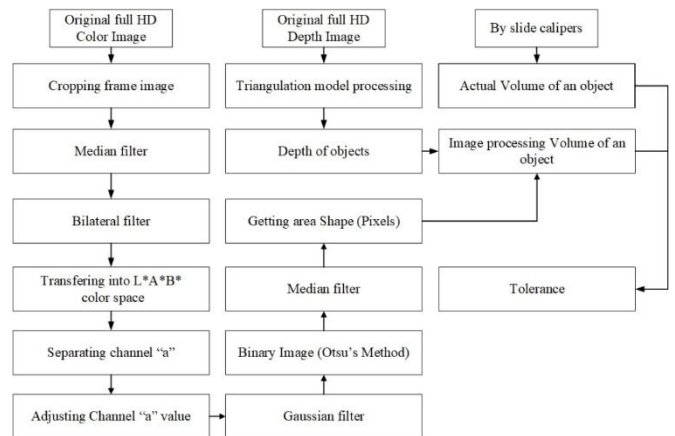 Original full HD
Color Image
Original full HD
Depth Image
By slide calipers
Cropping frame image
Triangulation model processing
Actual Volume of an object
Median filter
Depth of objects
Image processing Volume of an
object
Bilateral filter
Getting area Shape (Pixels)
Transfering into L*A*B*
color space
Median filter
Tolerance
Separating channel “a”
Binary Image (Otsu’s Method)
Adjusting Channel “a” value
Gaussian filter